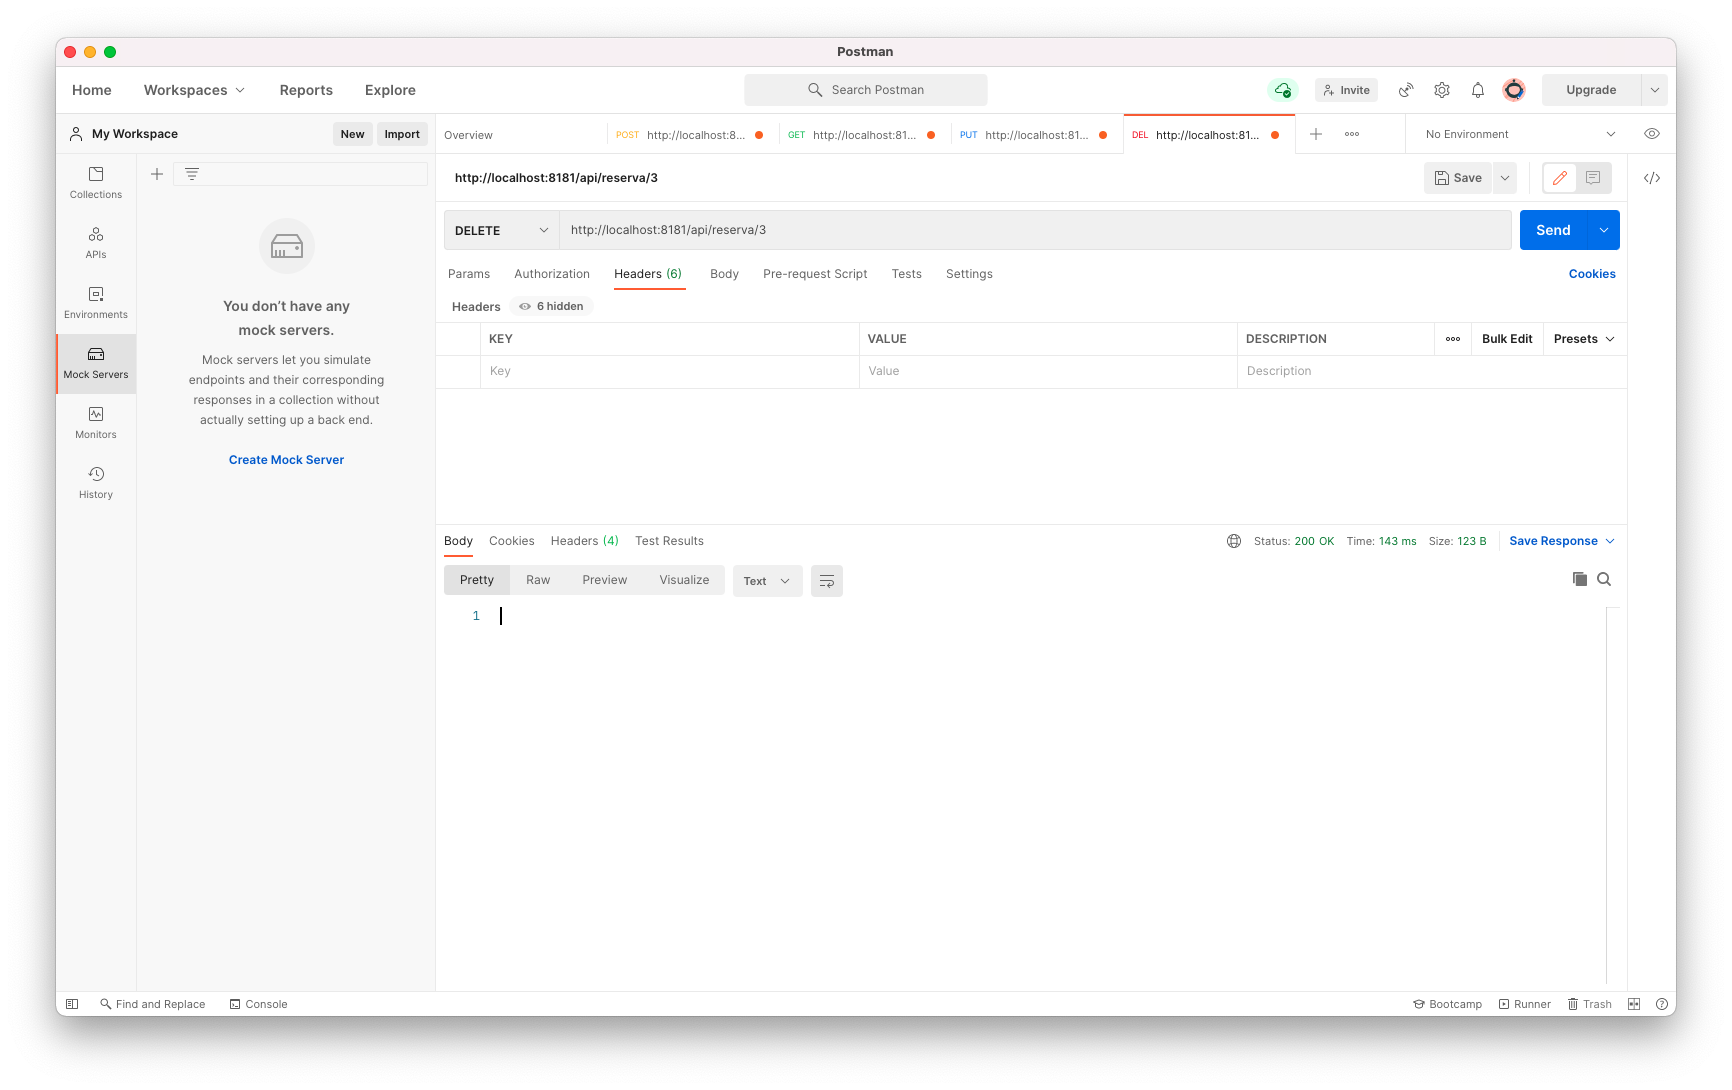 Postman
Home Workspaces Reports Explore Search Postman Invite Upgrade
My Workspace New Import Overview POST http://localhost:8... GET http://localhost:81... PUT http://localhost:81... DEL http://localhost:81... No Environment
http://localhost:8181/api/reserva/3 Save
Collections
APIs
Environments
Mock Servers
Monitors
History
You don’t have any
mock servers.
Mock servers let you simulate
endpoints and their corresponding
responses in a collection without
actually setting up a back end.
Create Mock Server
DELETE http://localhost:8181/api/reserva/3 Send
Params Authorization Headers (6) Body Pre-request Script Tests Settings Cookies
Headers 6 hidden
KEY VALUE DESCRIPTION Bulk Edit Presets
Key Value Description
Body Cookies Headers (4) Test Results Status: 200 OK Time: 143 ms Size: 123 B Save Response
Pretty Raw Preview Visualize Text
1
Find and Replace Console Bootcamp Runner Trash